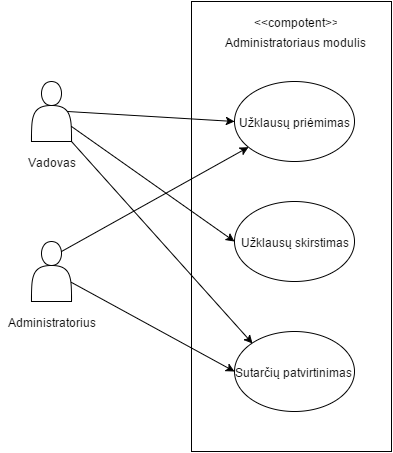 <<compotent>>
Administratoriaus modulis
Užklausų priėmimas
Vadovas
Užklausų skirstimas
Administratorius
Sutarčių patvirtinimas